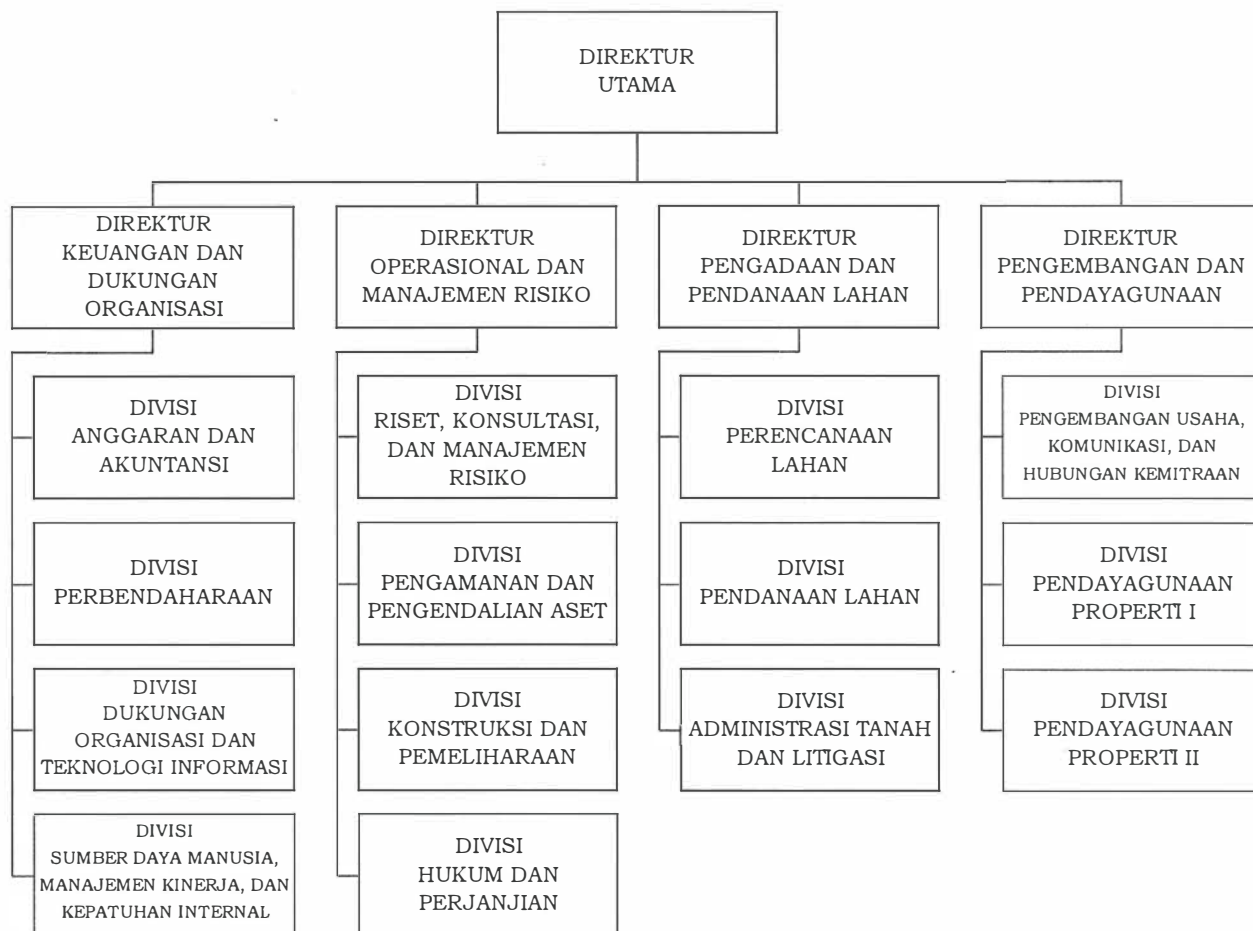 DIREKTUR
UTAMA
DIREKTUR
KEUANGAN DAN
DUKUNGAN
ORGANISASI
DIREKTUR
OPERASIONAL DAN
MANAJEMEN RISIKO
DIREKTUR
PENGADAAN DAN
PENDANAAN LAHAN
DIREKTUR
PENGEMBANGAN DAN
PENDAYAGUNAAN
DIVISI
ANGGARAN DAN
AKUNTANSI
DIVISI
RISET, KONSULTASI,
DAN MANAJEMEN
RISIKO
DIVISI
PERENCANAAN
LAHAN
DIVISI
PENGEMBANGAN USAHA,
KOMUNIKASI, DAN
HUBUNGAN KEMITRAAN
DIVISI
PERBENDAHARAAN
DIVISI
PENGAMANAN DAN
PENGENDALIAN ASET
DIVISI
PENDANAAN LAHAN
DIVISI
PENDAYAGUNAAN
PROPERTI I
DIVISI
DUKUNGAN
ORGANISASI DAN
TEKNOLOGI INFORMASI
DIVISI
KONSTRUKSI DAN
PEMELIHARAAN
DIVISI
ADMINISTRASI TANAH
DAN LITIGASI
DIVISI
PENDAYAGUNAAN
PROPERTI II
DIVISI
SUMBER DAYA MANUSIA,
MANAJEMEN KINERJA, DAN
KEPATUHAN INTERNAL
DIVISI
HUKUM DAN
PERJANJIAN